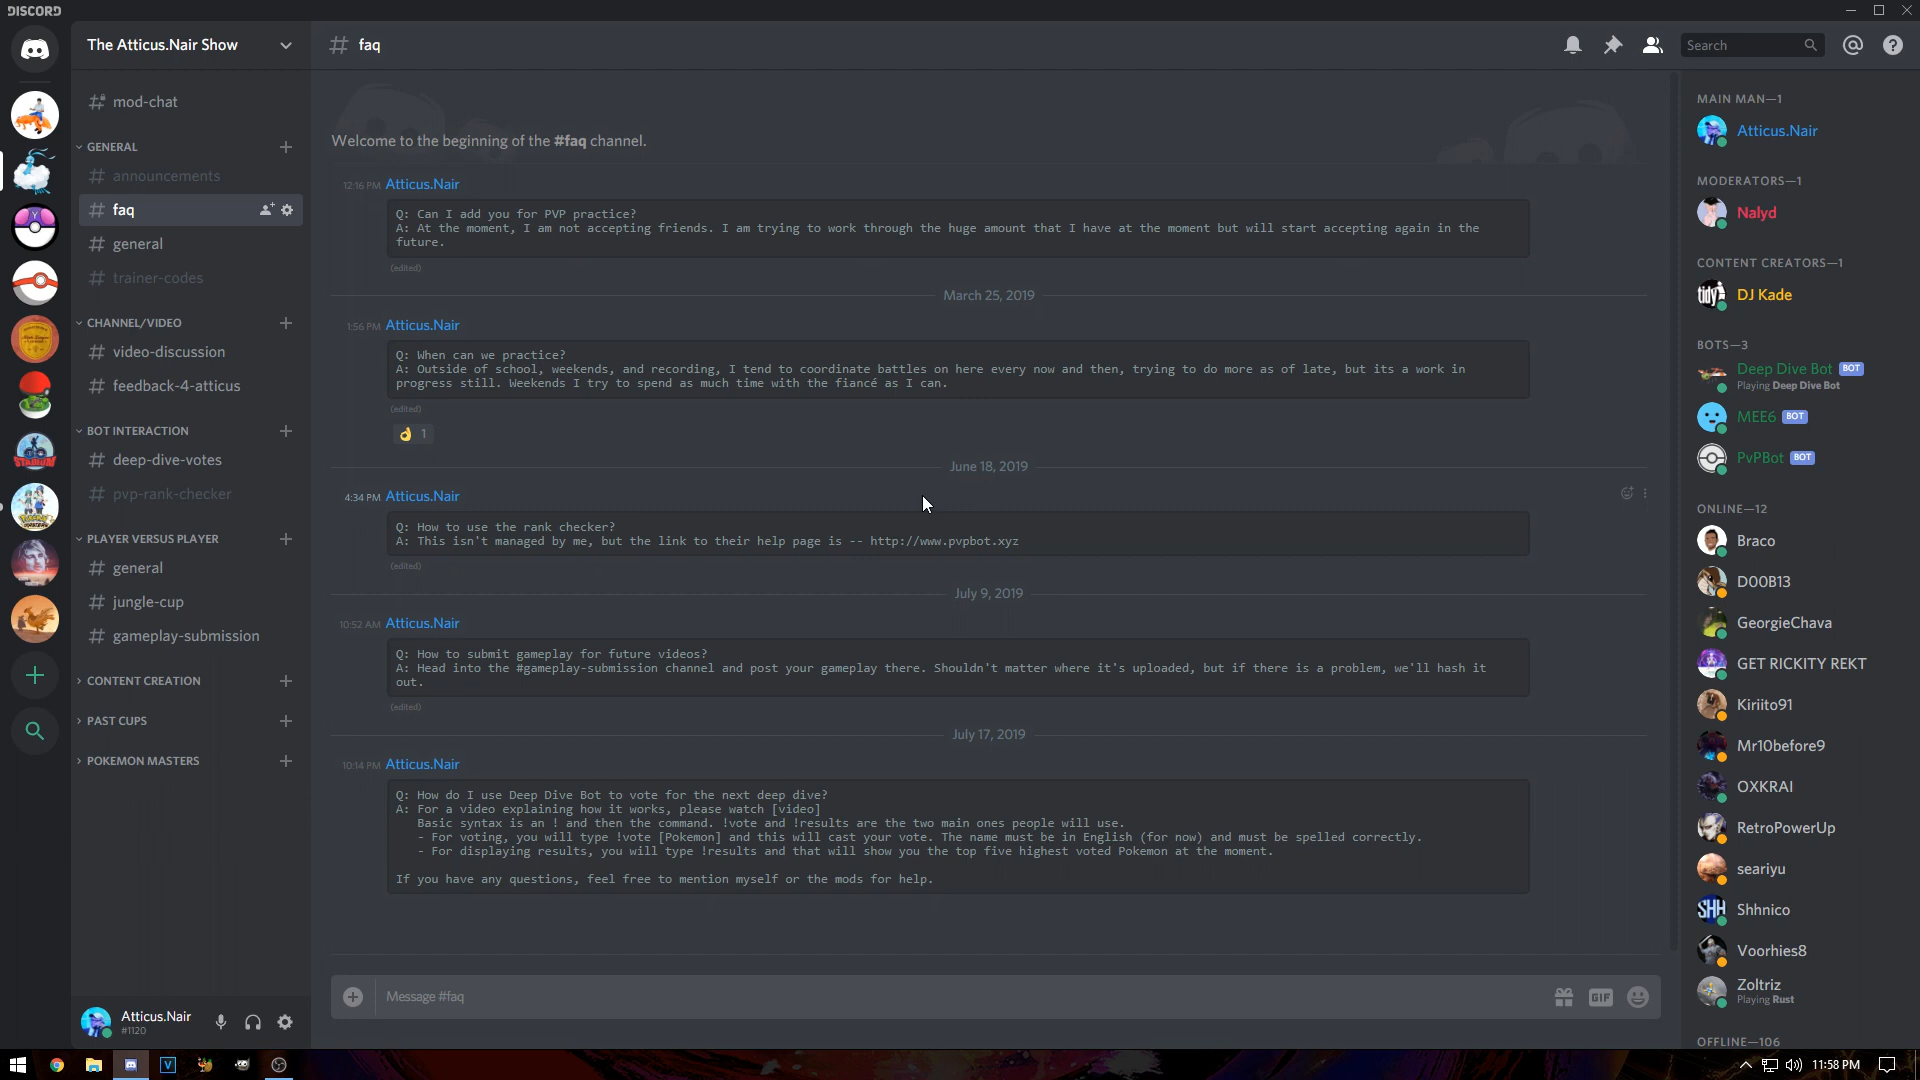 DISCORD
The Atticus.Nair Show
faq
Search
mod-chat
GENERAL
announcements
faq
general
trainer-codes
CHANNEL/VIDEO
video-discussion
feedback-4-atticus
BOT INTERACTION
deep-dive-votes
pvp-rank-checker
PLAYER VERSUS PLAYER
general
jungle-cup
gameplay-submission
CONTENT CREATION
PAST CUPS
POKEMON MASTERS
Atticus.Nair
#1120
Welcome to the beginning of the #faq channel.
12:16 PM Atticus.Nair
Q: Can I add you for PVP practice?
A: At the moment, I am not accepting friends. I am trying to work through the huge amount that I have at the moment but will start accepting again in the
future.
(edited)
March 25, 2019
1:56 PM Atticus.Nair
Q: When can we practice?
A: Outside of school, weekends, and recording, I tend to coordinate battles on here every now and then, trying to do more as of late, but its a work in
progress still. Weekends I try to spend as much time with the fiancé as I can.
(edited)
1
June 18, 2019
4:34 PM Atticus.Nair
Q: How to use the rank checker?
A: This isn't managed by me, but the link to their help page is -- http://www.pvpbot.xyz
(edited)
July 9, 2019
10:52 AM Atticus.Nair
Q: How to submit gameplay for future videos?
A: Head into the #gameplay-submission channel and post your gameplay there. Shouldn't matter where it's uploaded, but if there is a problem, we'll hash it
out.
(edited)
July 17, 2019
10:14 PM Atticus.Nair
Q: How do I use Deep Dive Bot to vote for the next deep dive?
A: For a video explaining how it works, please watch [video]
Basic syntax is an ! and then the command. !vote and !results are the two main ones people will use.
- For voting, you will type !vote [Pokemon] and this will cast your vote. The name must be in English (for now) and must be spelled correctly.
- For displaying results, you will type !results and that will show you the top five highest voted Pokemon at the moment.
If you have any questions, feel free to mention myself or the mods for help.
Message #faq
GIF
MAIN MAN—1
Atticus.Nair
MODERATORS—1
Nalyd
CONTENT CREATORS—1
tidy
DJ Kade
BOTS—3
Deep Dive Bot BOT
Playing Deep Dive Bot
MEE6 BOT
PvPBot BOT
ONLINE—12
Braco
D00B13
GeorgieChava
GET RICKITY REKT
Kiriito91
Mr10before9
OXKRAI
RetroPowerUp
seariyu
SHH
Shhnico
Voorhies8
Zoltriz
Playing Rust
OFFLINE—106
11:58 PM